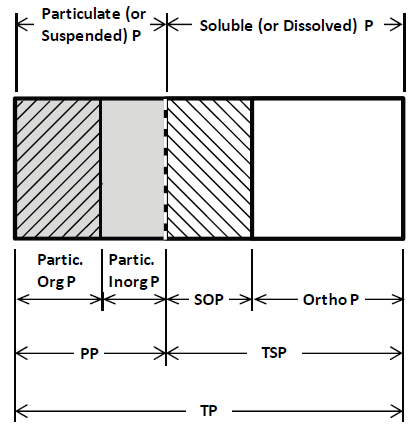 Particulate (or
Suspended) P
Soluble (or Dissolved) P
Partic.
Org P
Partic.
Inorg P
SOP
Ortho P
PP
TSP
TP